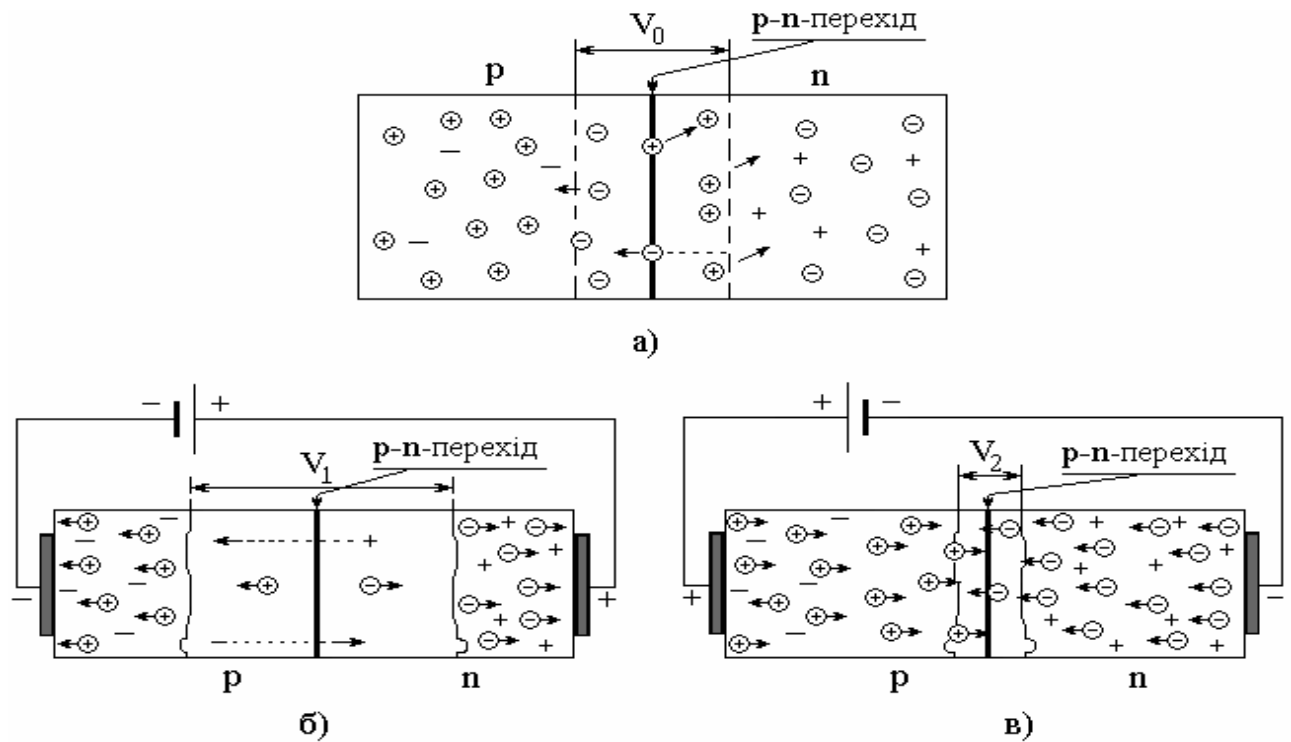 V₀
p-n-перехід
p
n
а)
− +
p-n-перехід
V₁
− +
p
n
б)
+ −
p-n-перехід
V₂
+ −
p
n
в)